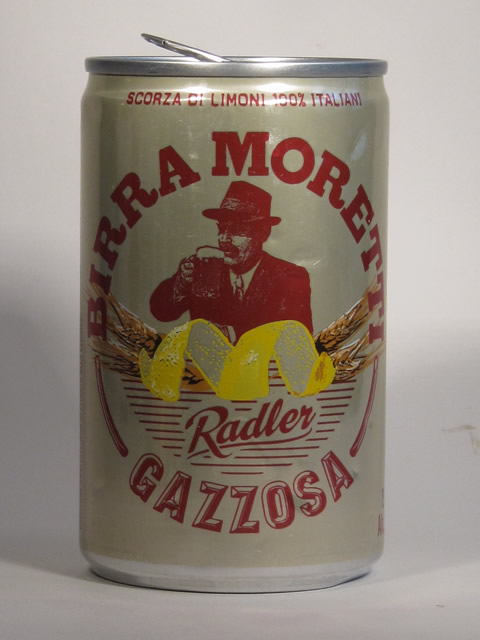 SCORZA DI LIMONI 100% ITALIANI
BIRRA MORETTI
Radler
GAZZOSA